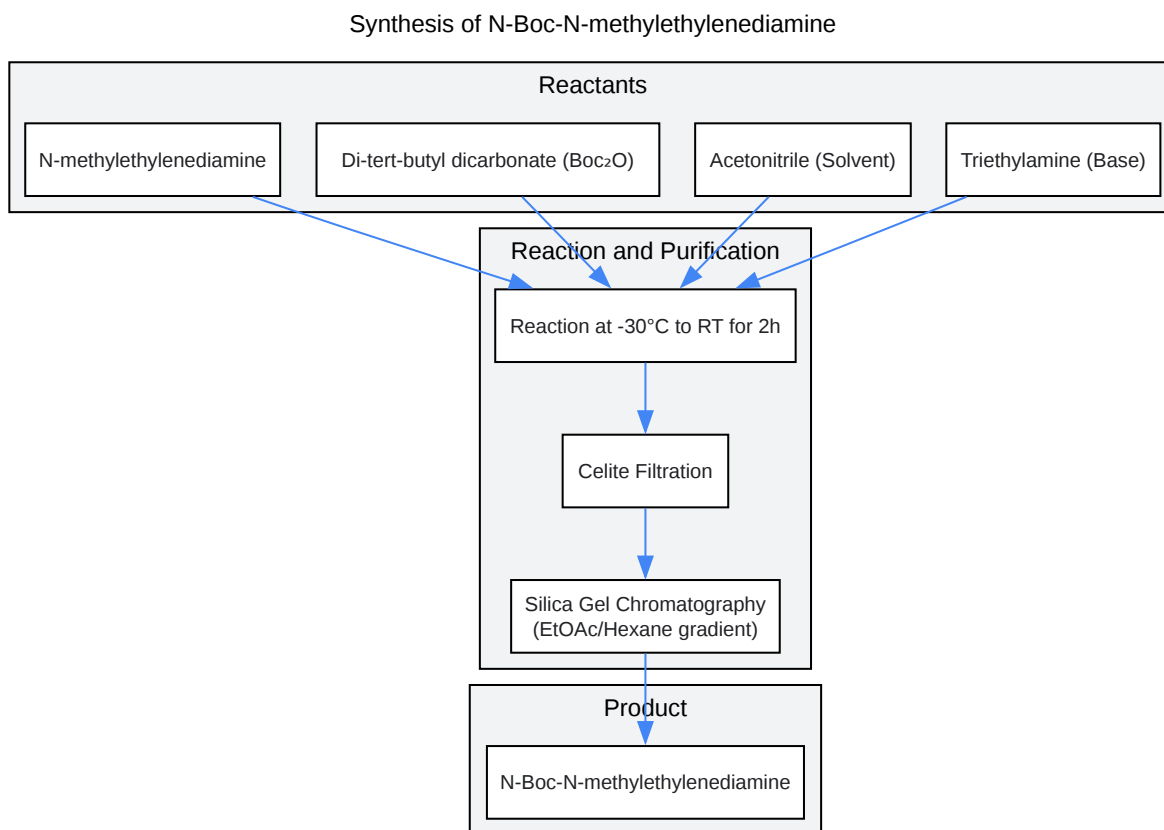 Synthesis of N-Boc-N-methylethylenediamine
Reactants
N-methylethylenediamine
Di-tert-butyl dicarbonate (Boc₂O)
Acetonitrile (Solvent)
Triethylamine (Base)
Reaction and Purification
Reaction at -30°C to RT for 2h
Celite Filtration
Silica Gel Chromatography
(EtOAc/Hexane gradient)
Product
N-Boc-N-methylethylenediamine